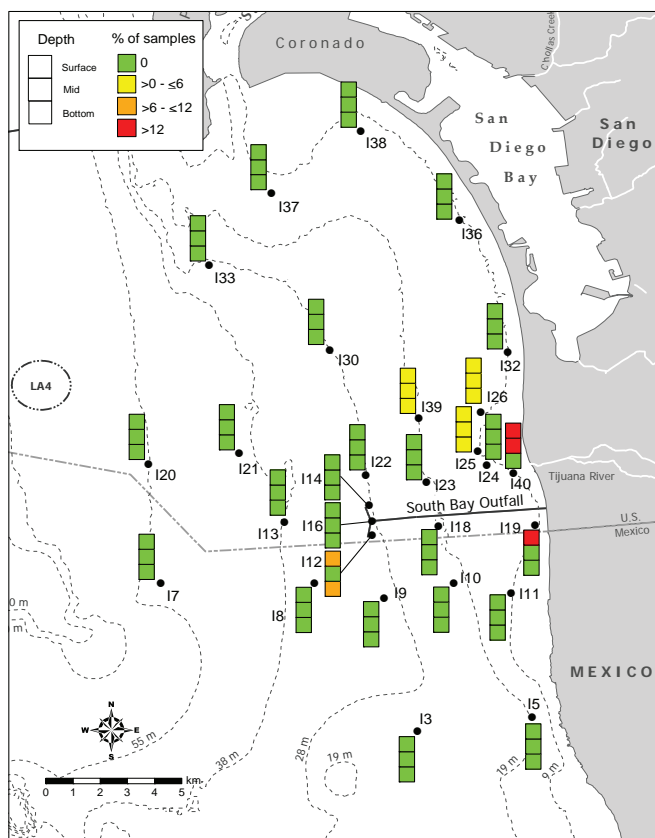 Depth
Surface
Mid
Bottom
% of samples
0
>0 - ≤6
>6 - ≤12
>12
Coronado
Chollas Creek
San
Diego
Bay
San
Diego
I38
I37
I36
I33
I30
I32
LA4
I39
I26
I20
I21
I22
I25
I24
I40
I14
I23
Tijuana River
I13
I16
South Bay Outfall
I18
I19
U.S.
Mexico
I12
I7
I8
I9
I10
I11
0 m
m
MEXICO
I3
I5
N
W
E
S
55 m
38 m
28 m
19 m
19 m
9 m
km
0 1 2 3 4 5